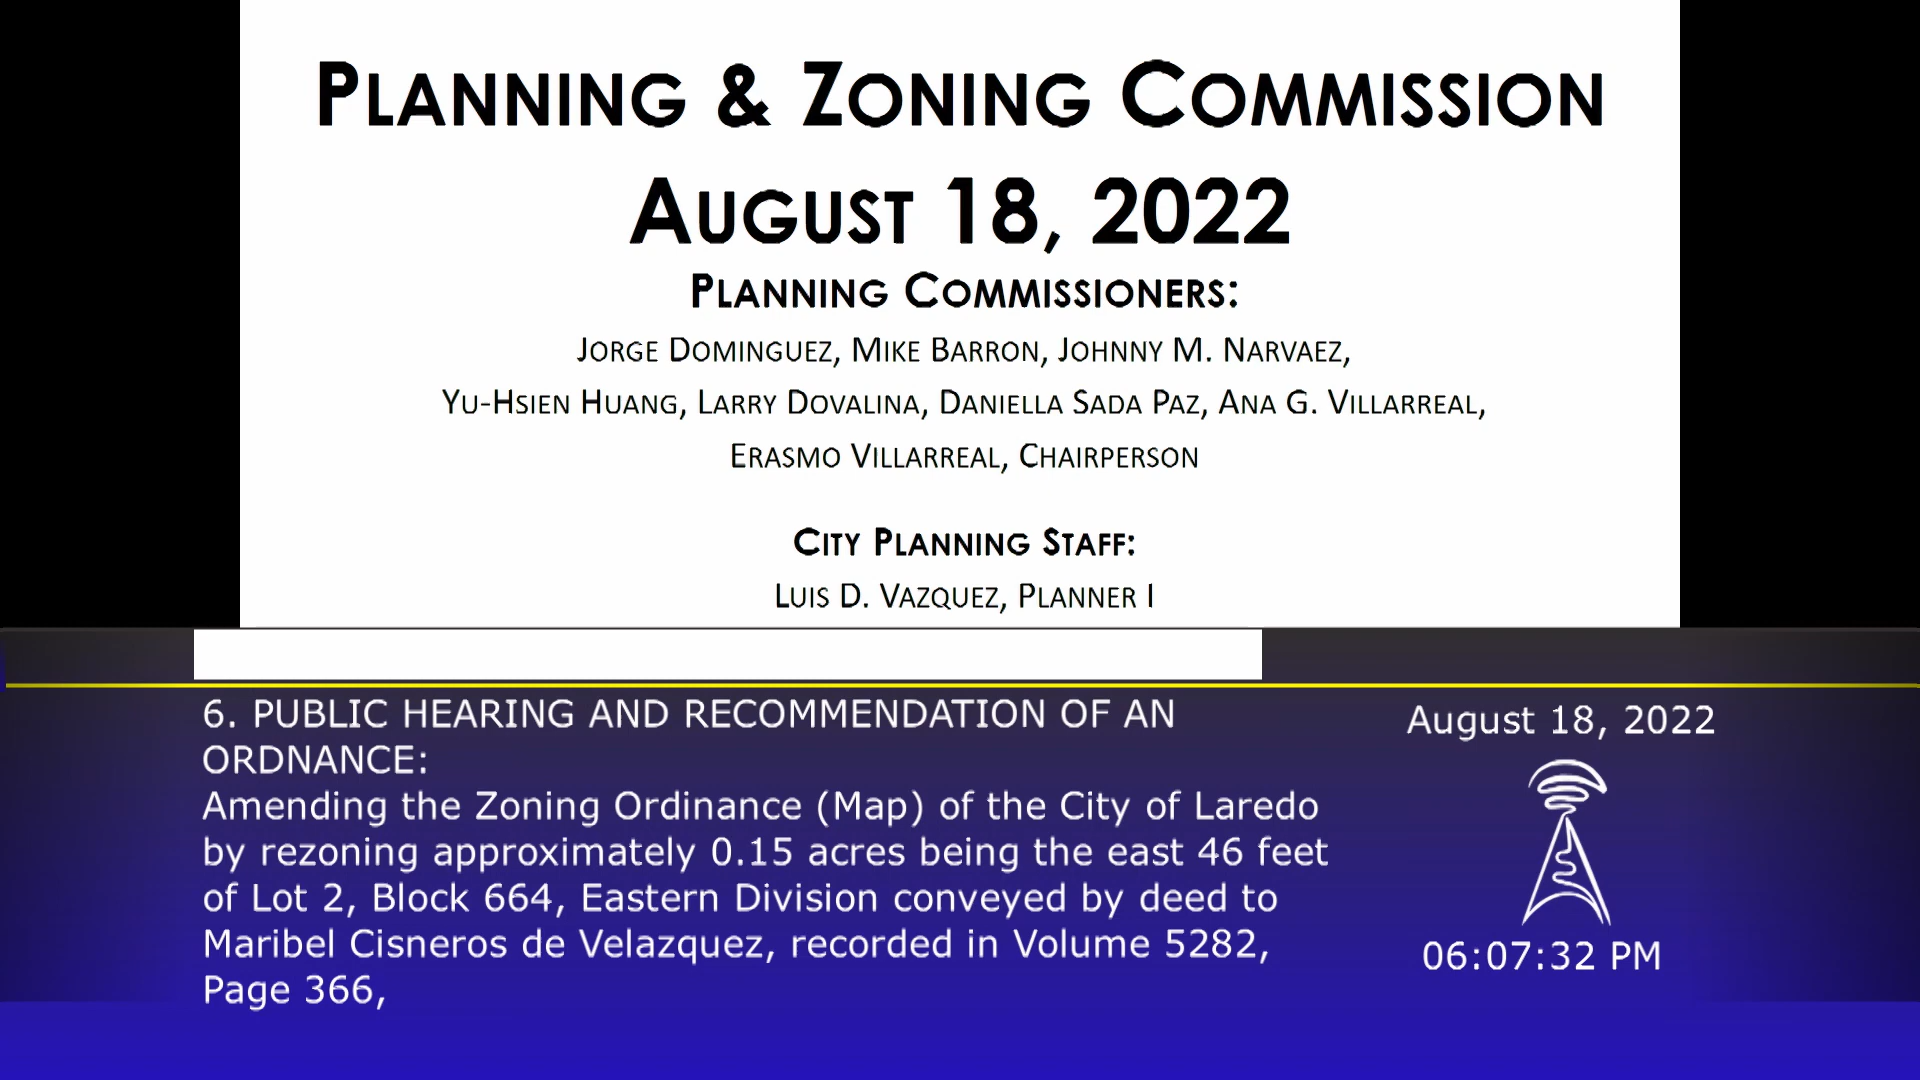 PLANNING & ZONING COMMISSION
AUGUST 18, 2022
PLANNING COMMISSIONERS:
JORGE DOMINGUEZ, MIKE BARRON, JOHNNY M. NARVAEZ,
YU-HSIEN HUANG, LARRY DOVALINA, DANIELLA SADA PAZ, ANA G. VILLARREAL,
ERASMO VILLARREAL, CHAIRPERSON
CITY PLANNING STAFF:
LUIS D. VAZQUEZ, PLANNER I
6. PUBLIC HEARING AND RECOMMENDATION OF AN
ORDNANCE:
Amending the Zoning Ordinance (Map) of the City of Laredo
by rezoning approximately 0.15 acres being the east 46 feet
of Lot 2, Block 664, Eastern Division conveyed by deed to
Maribel Cisneros de Velazquez, recorded in Volume 5282,
Page 366,
August 18, 2022
06:07:32 PM